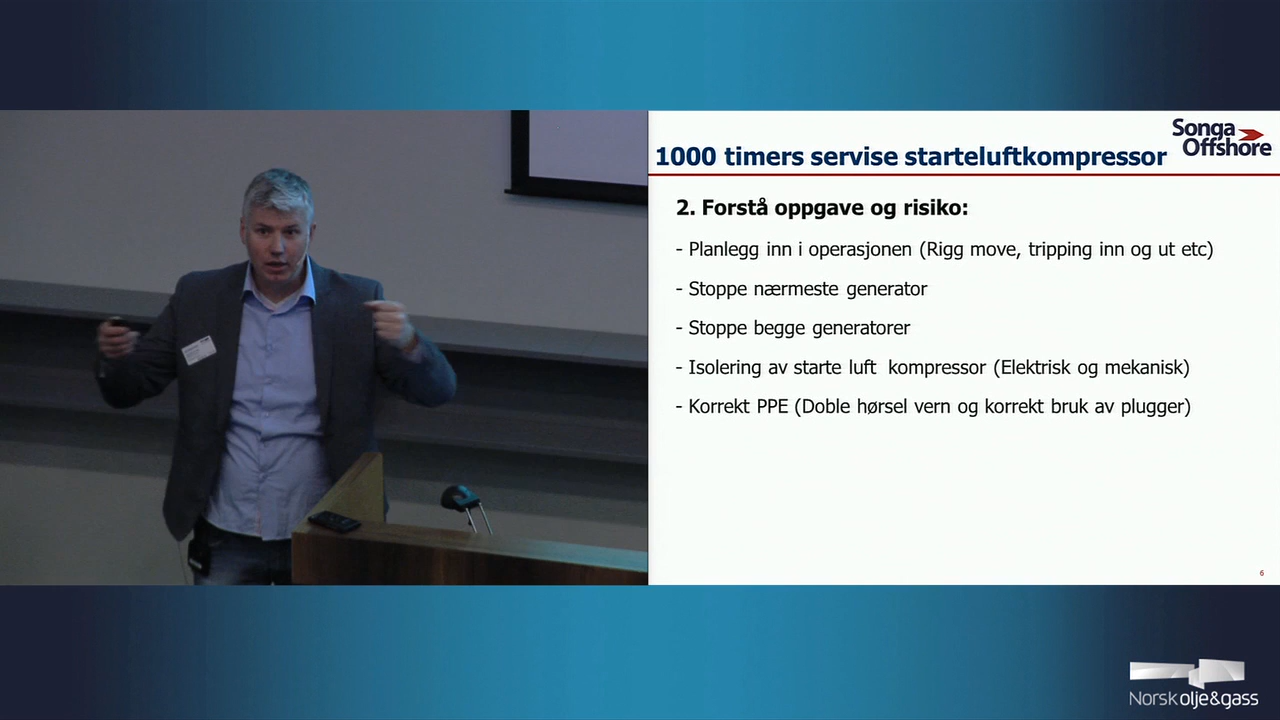 Songa
Offshore
1000 timers servise starteluftkompressor
2. Forstå oppgave og risiko:
- Planlegg inn i operasjonen (Rigg move, tripping inn og ut etc)
- Stoppe nærmeste generator
- Stoppe begge generatorer
- Isolering av starte luft kompressor (Elektrisk og mekanisk)
- Korrekt PPE (Doble hørsel vern og korrekt bruk av plugger)
6
Norsk olje&gass